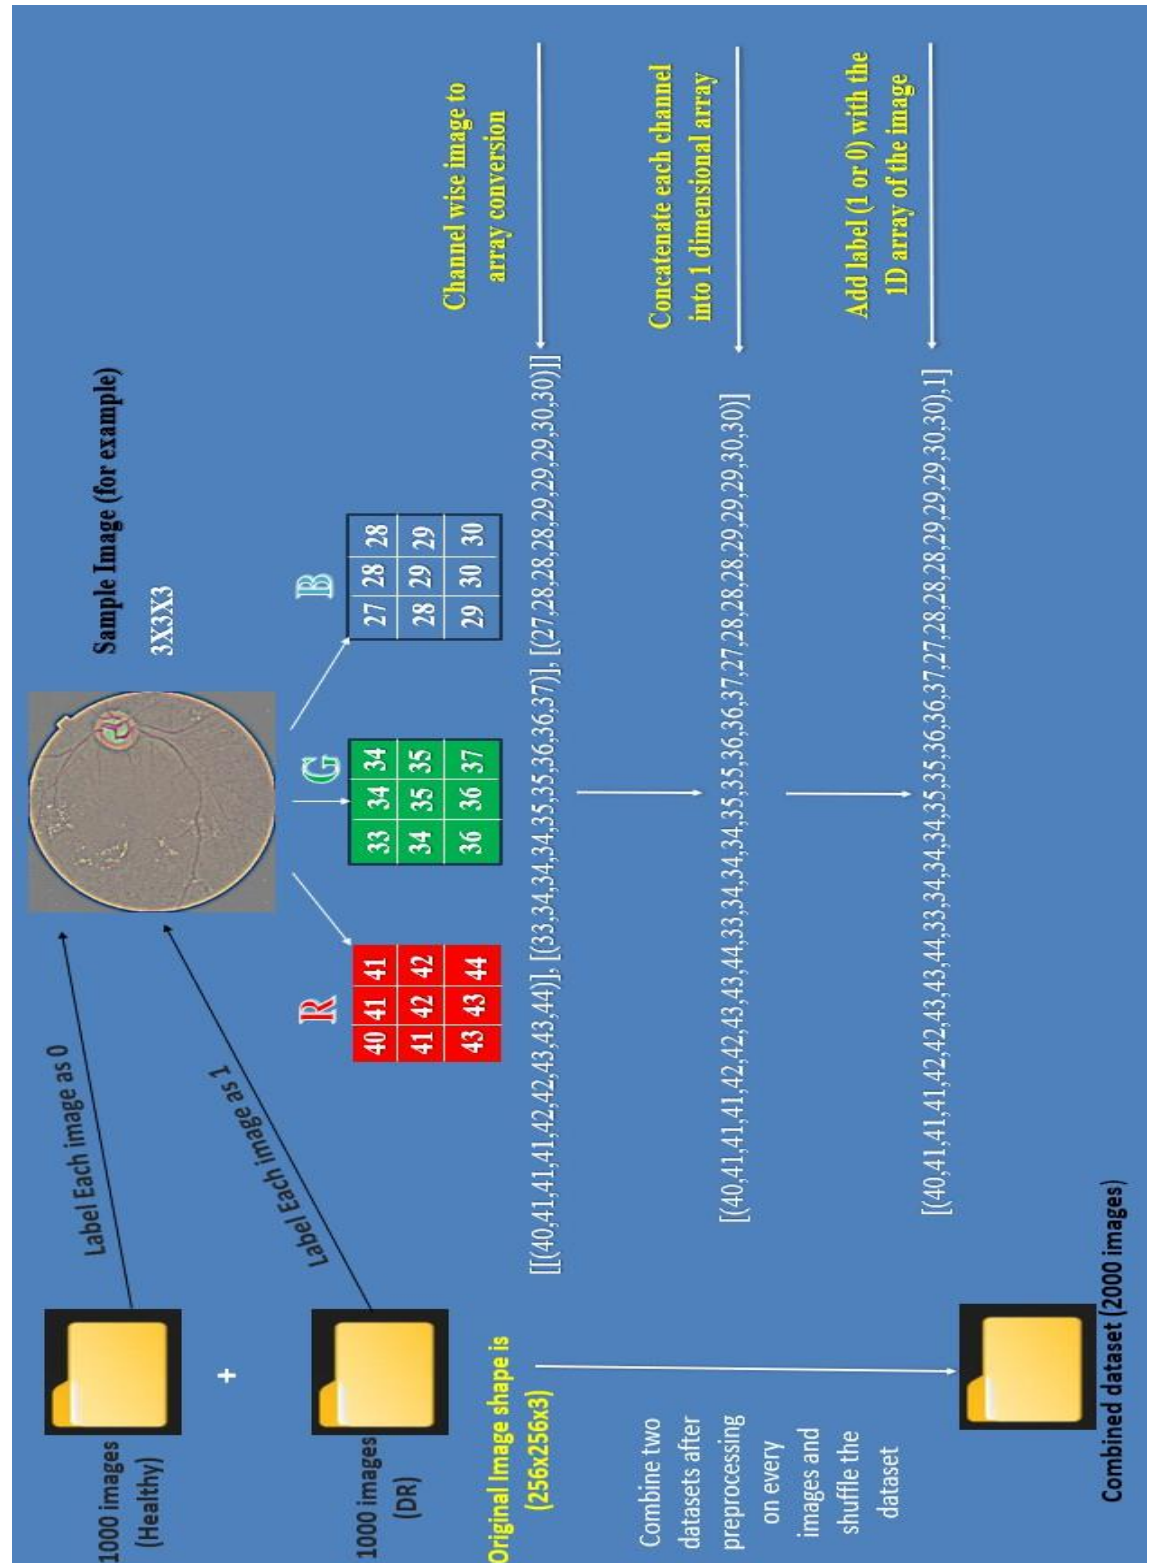 1000 images
(Healthy)
+
1000 images
(DR)
Label Each image as 0
Label Each image as 1
Sample Image (for example)
3X3X3
R
40 41 41
41 42 42
43 43 44
G
33 34 34
34 35 35
36 36 37
B
27 28 28
28 29 29
29 30 30
Original Image shape is
(256x256x3)
[[(40,41,41,41,42,42,43,43,44)], [(33,34,34,34,35,35,36,36,37)], [(27,28,28,28,29,29,29,30,30)]]
Channel wise image to
array conversion
Combine two
datasets after
preprocessing
on every
images and
shuffle the
dataset
[(40,41,41,41,42,42,43,43,44,33,34,34,34,35,35,36,36,37,27,28,28,28,29,29,29,30,30)]
Concatenate each channel
into 1 dimensional array
[(40,41,41,41,42,42,43,43,44,33,34,34,34,35,35,36,36,37,27,28,28,28,29,29,29,30,30),1]
Add label (1 or 0) with the
1D array of the image
Combined dataset (2000 images)